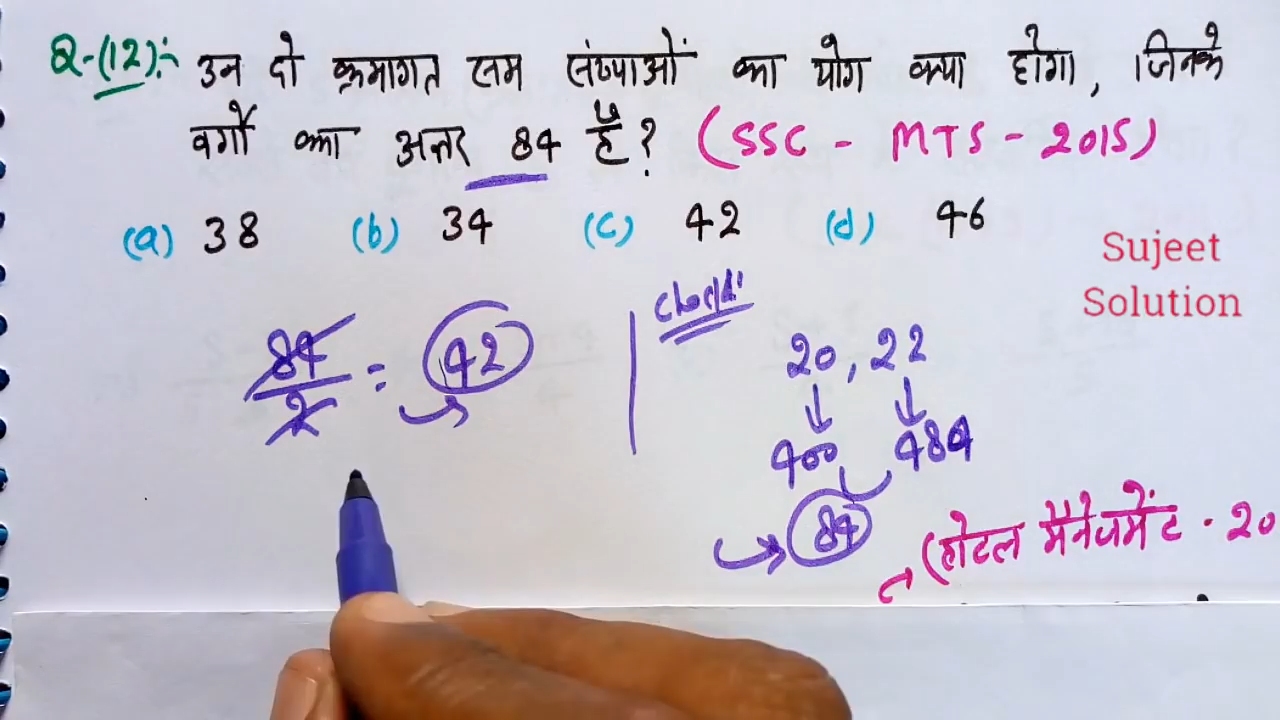 Q-(12):- उन दो क्रमागत सम संख्याओं का योग क्या होगा, जिनके
वर्गों का अन्तर 84 है? (SSC - MTS - 2015)
(a) 38 (b) 34 (c) 42 (d) 46
Sujeet
Solution
84/2 = 42
Check:
20, 22
400 484
84
(होटल मैनेजमेंट - 20